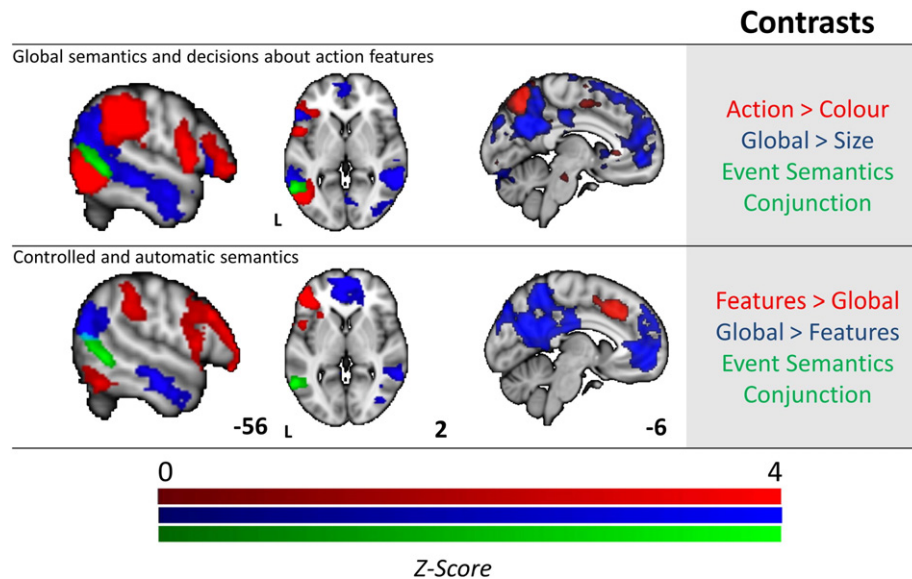 Contrasts
Global semantics and decisions about action features
Action > Colour
Global > Size
Event Semantics
Conjunction
L
Controlled and automatic semantics
Features > Global
Global > Features
Event Semantics
Conjunction
-56 L 2 -6
0 4
Z-Score